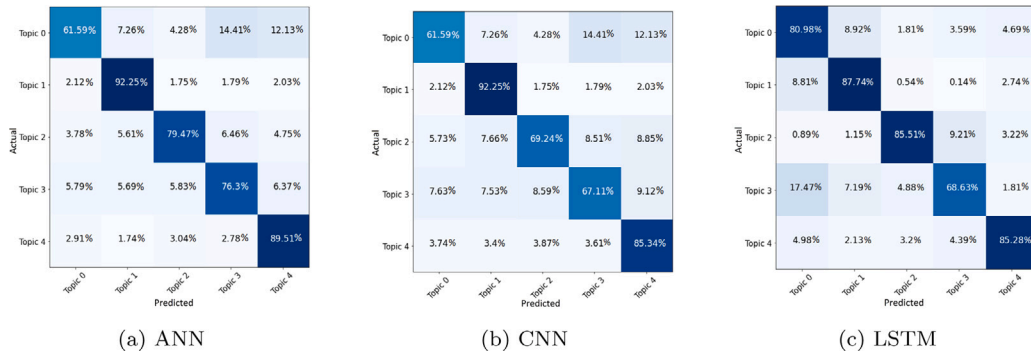 Topic 0 61.59% 7.26% 4.28% 14.41% 12.13%
Topic 1 2.12% 92.25% 1.75% 1.79% 2.03%
Topic 2 3.78% 5.61% 79.47% 6.46% 4.75%
Topic 3 5.79% 5.69% 5.83% 76.3% 6.37%
Topic 4 2.91% 1.74% 3.04% 2.78% 89.51%
Actual
Topic 0 Topic 1 Topic 2 Topic 3 Topic 4
Predicted
(a) ANN
Topic 0 61.59% 7.26% 4.28% 14.41% 12.13%
Topic 1 2.12% 92.25% 1.75% 1.79% 2.03%
Topic 2 5.73% 7.66% 69.24% 8.51% 8.85%
Topic 3 7.63% 7.53% 8.59% 67.11% 9.12%
Topic 4 3.74% 3.4% 3.87% 3.61% 85.34%
Actual
Topic 0 Topic 1 Topic 2 Topic 3 Topic 4
Predicted
(b) CNN
Topic 0 80.98% 8.92% 1.81% 3.59% 4.69%
Topic 1 8.81% 87.74% 0.54% 0.14% 2.74%
Topic 2 0.89% 1.15% 85.51% 9.21% 3.22%
Topic 3 17.47% 7.19% 4.88% 68.63% 1.81%
Topic 4 4.98% 2.13% 3.2% 4.39% 85.28%
Actual
Topic 0 Topic 1 Topic 2 Topic 3 Topic 4
Predicted
(c) LSTM